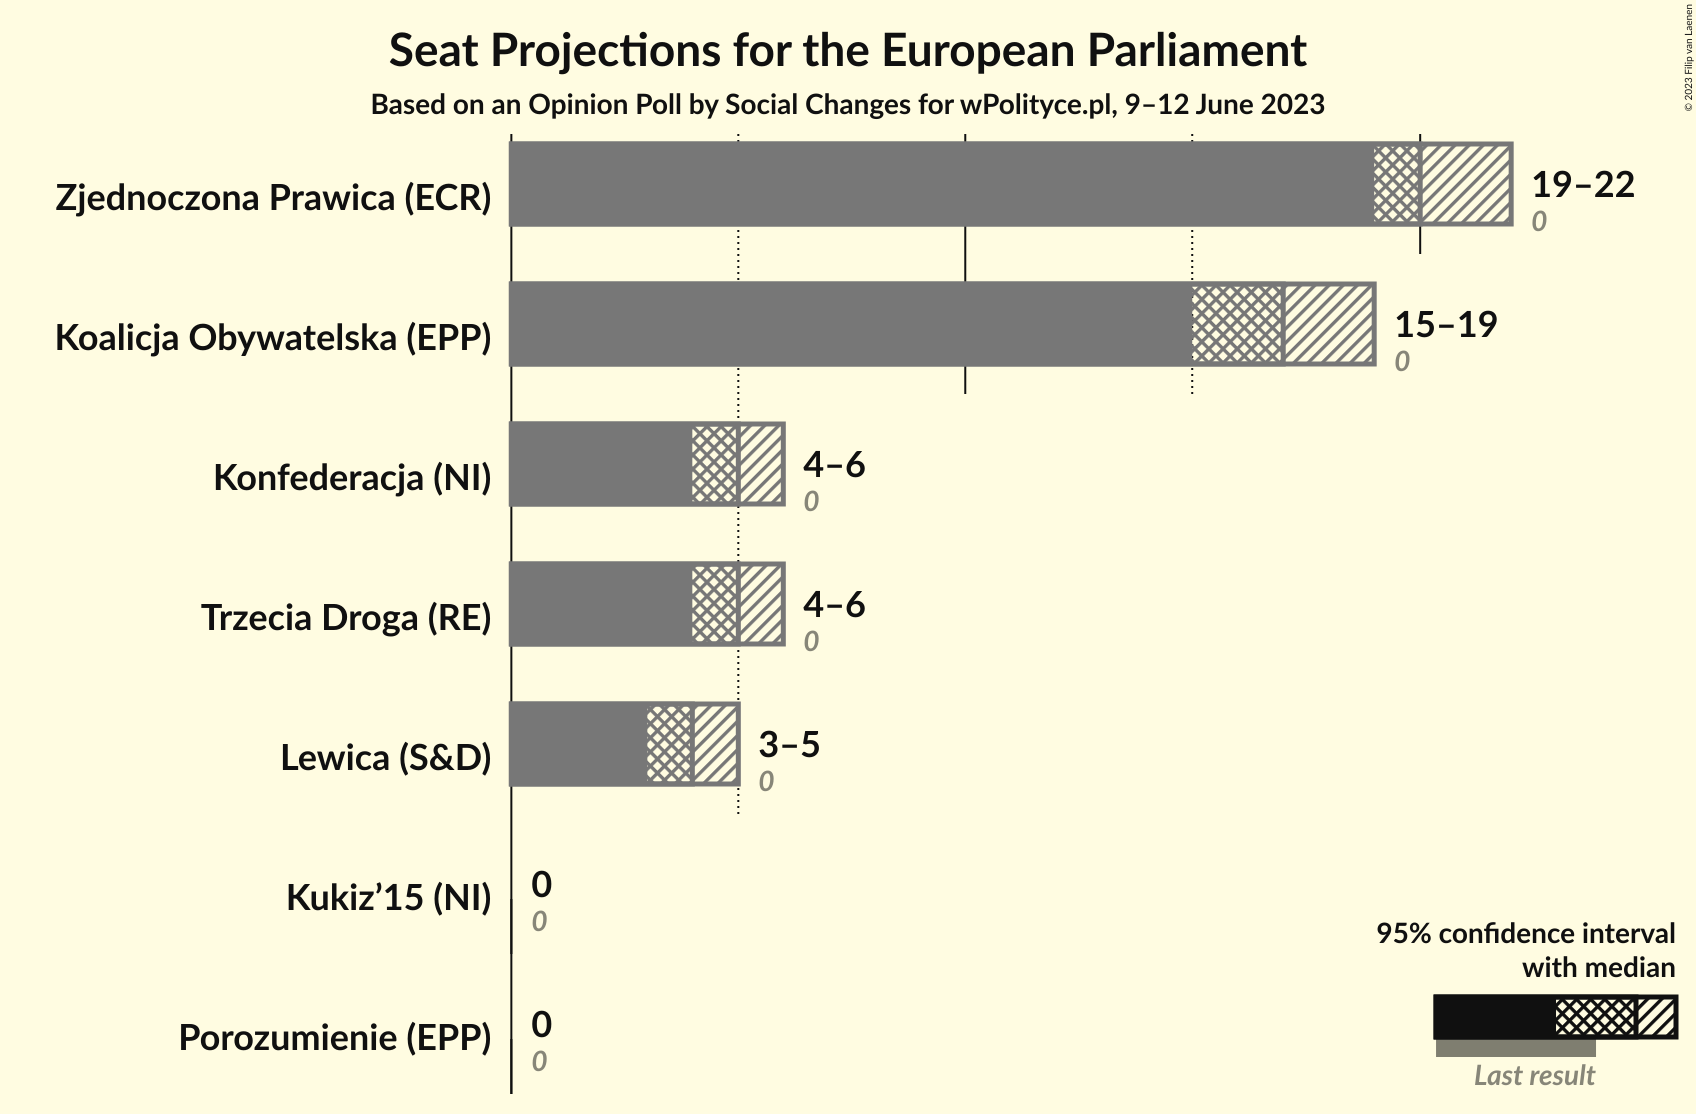 Seat Projections for the European Parliament
Based on an Opinion Poll by Social Changes for wPolityce.pl, 9–12 June 2023
© 2023 Filip van Laenen
Zjednoczona Prawica (ECR)
19–22
0
Koalicja Obywatelska (EPP)
15–19
0
Konfederacja (NI)
4–6
0
Trzecia Droga (RE)
4–6
0
Lewica (S&D)
3–5
0
Kukiz’15 (NI)
0
0
Porozumienie (EPP)
0
0
95% confidence interval
with median
Last result